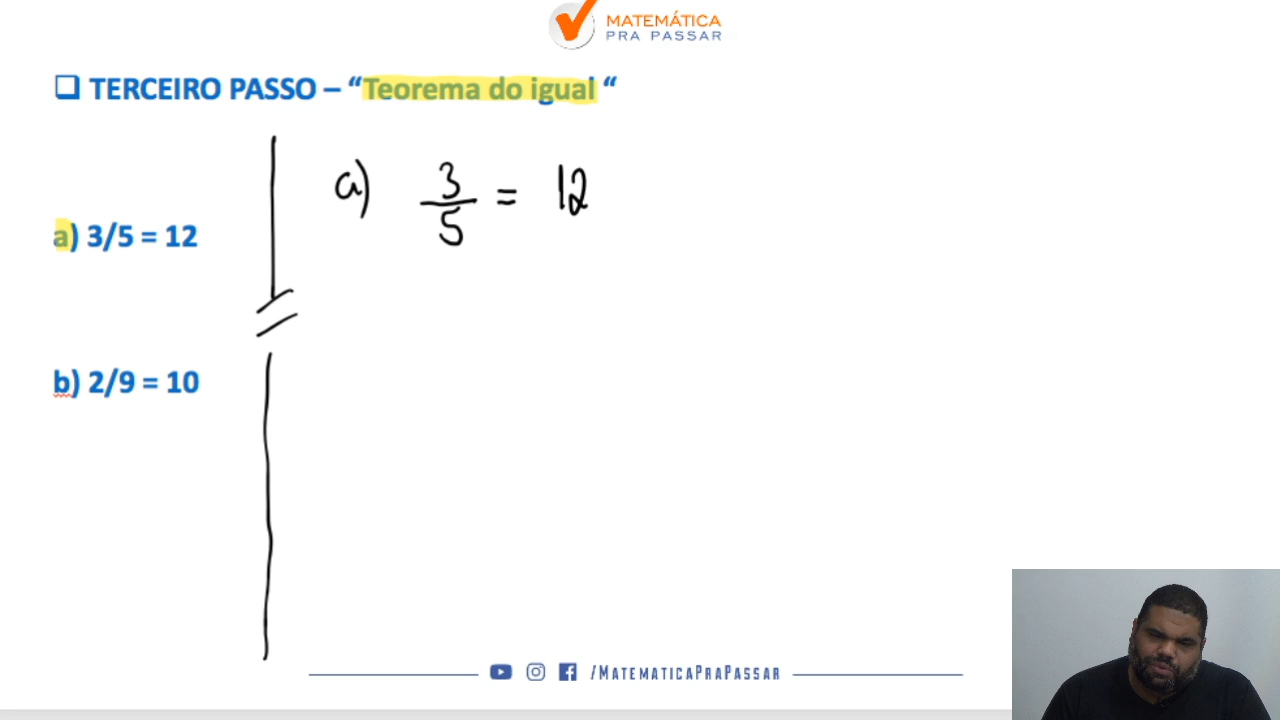 MATEMÁTICA
PRA PASSAR
TERCEIRO PASSO – “Teorema do igual “
a) 3/5 = 12
b) 2/9 = 10
a) 3/5 = 12
/MATEMATICAPRAPASSAR